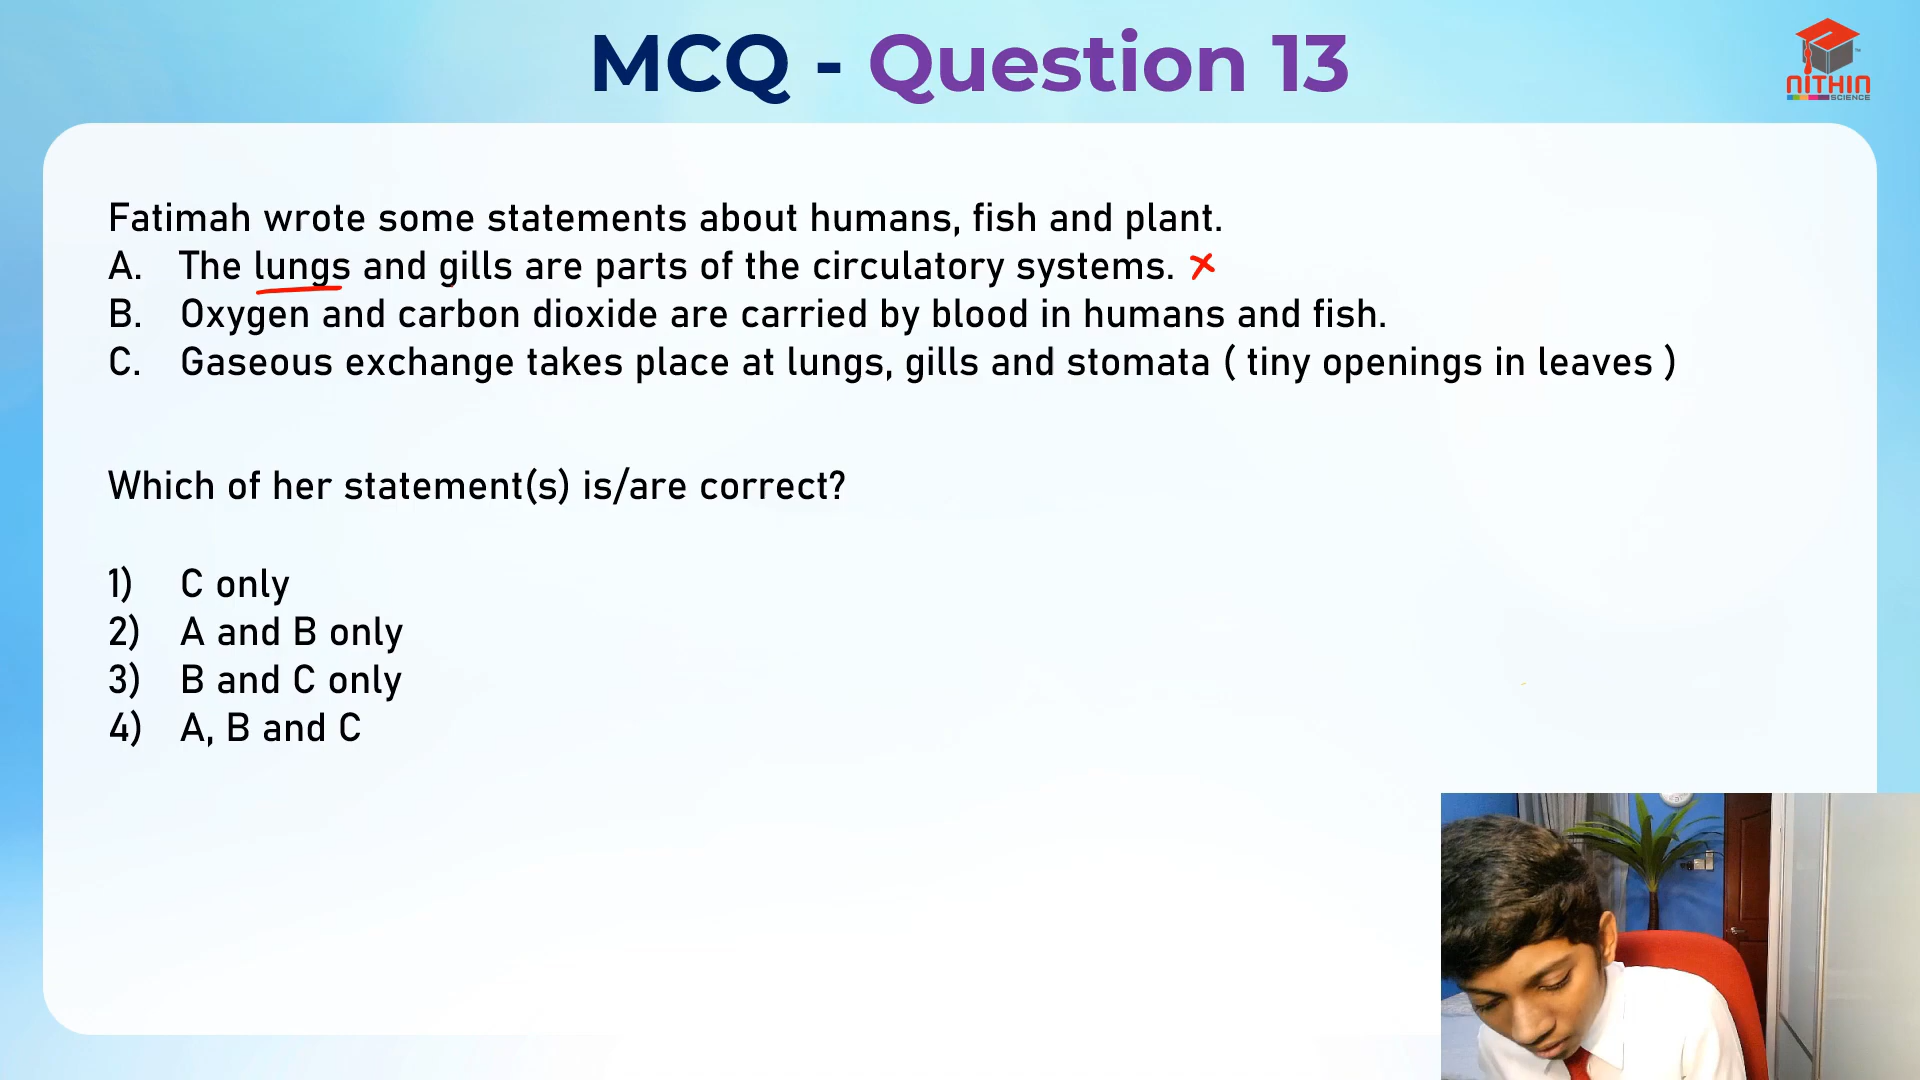 MCQ - Question 13
NITHIN
SCIENCE
Fatimah wrote some statements about humans, fish and plant.
A. The lungs and gills are parts of the circulatory systems.
B. Oxygen and carbon dioxide are carried by blood in humans and fish.
C. Gaseous exchange takes place at lungs, gills and stomata ( tiny openings in leaves )
Which of her statement(s) is/are correct?
1) C only
2) A and B only
3) B and C only
4) A, B and C